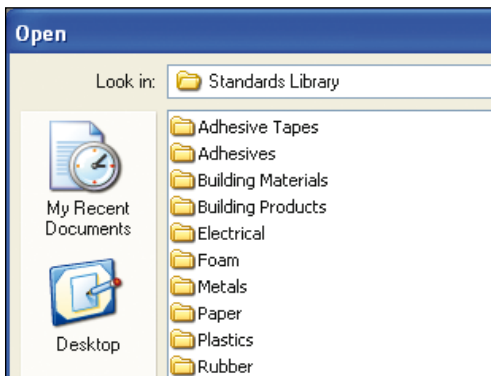 Open
Look in: Standards Library
Adhesive Tapes
Adhesives
Building Materials
Building Products
Electrical
Foam
Metals
Paper
Plastics
Rubber
My Recent
Documents
Desktop